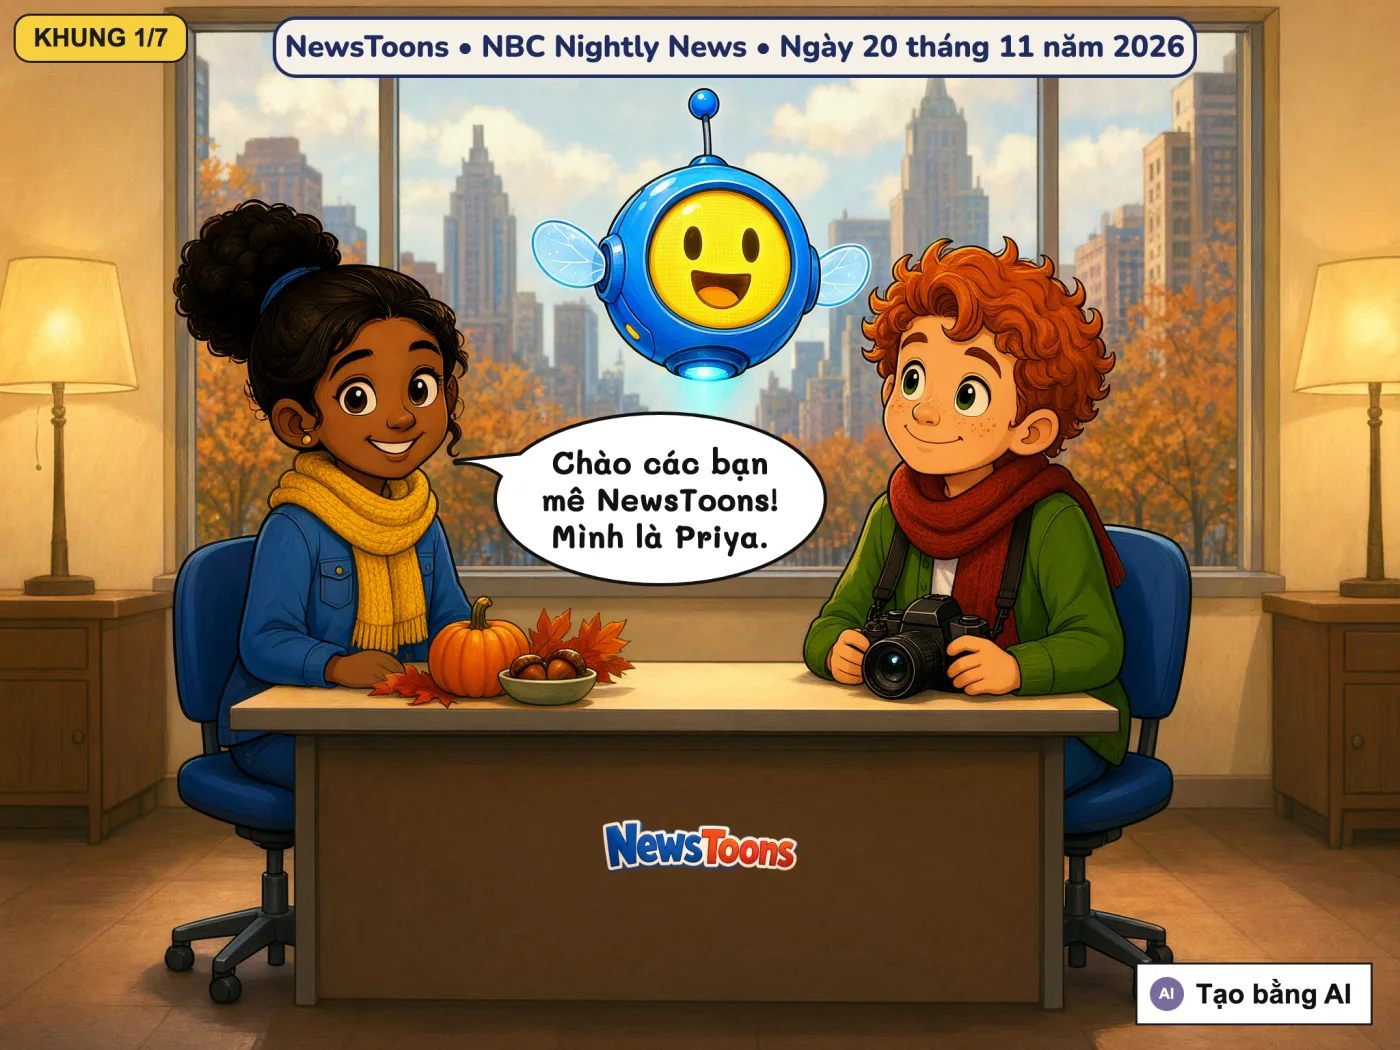 KHUNG 1/7
NewsToons • NBC Nightly News • Ngày 20 tháng 11 năm 2026
Chào các bạn
mê NewsToons!
Mình là Priya.
NewsToons
AI Tạo bằng AI